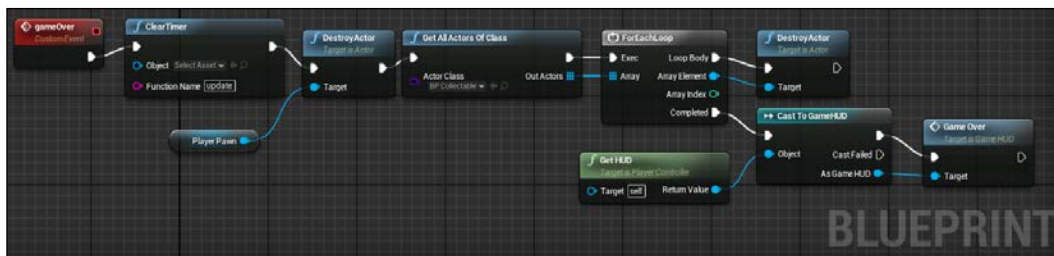 gameOver
Custom Event
ClearTimer
Object Select Asset
Function Name update
Player Pawn
DestroyActor
Target is Actor
Target
Get All Actors Of Class
Actor Class Out Actors
BP Collectable
ForEachLoop
Exec Loop Body
Array Array Element
Array Index
Completed
DestroyActor
Target is Actor
Target
Get HUD
Target is Player Controller
Target self Return Value
Cast To GameHUD
Object Cast Failed
As Game HUD
Game Over
Target is Game HUD
Target
BLUEPRINT